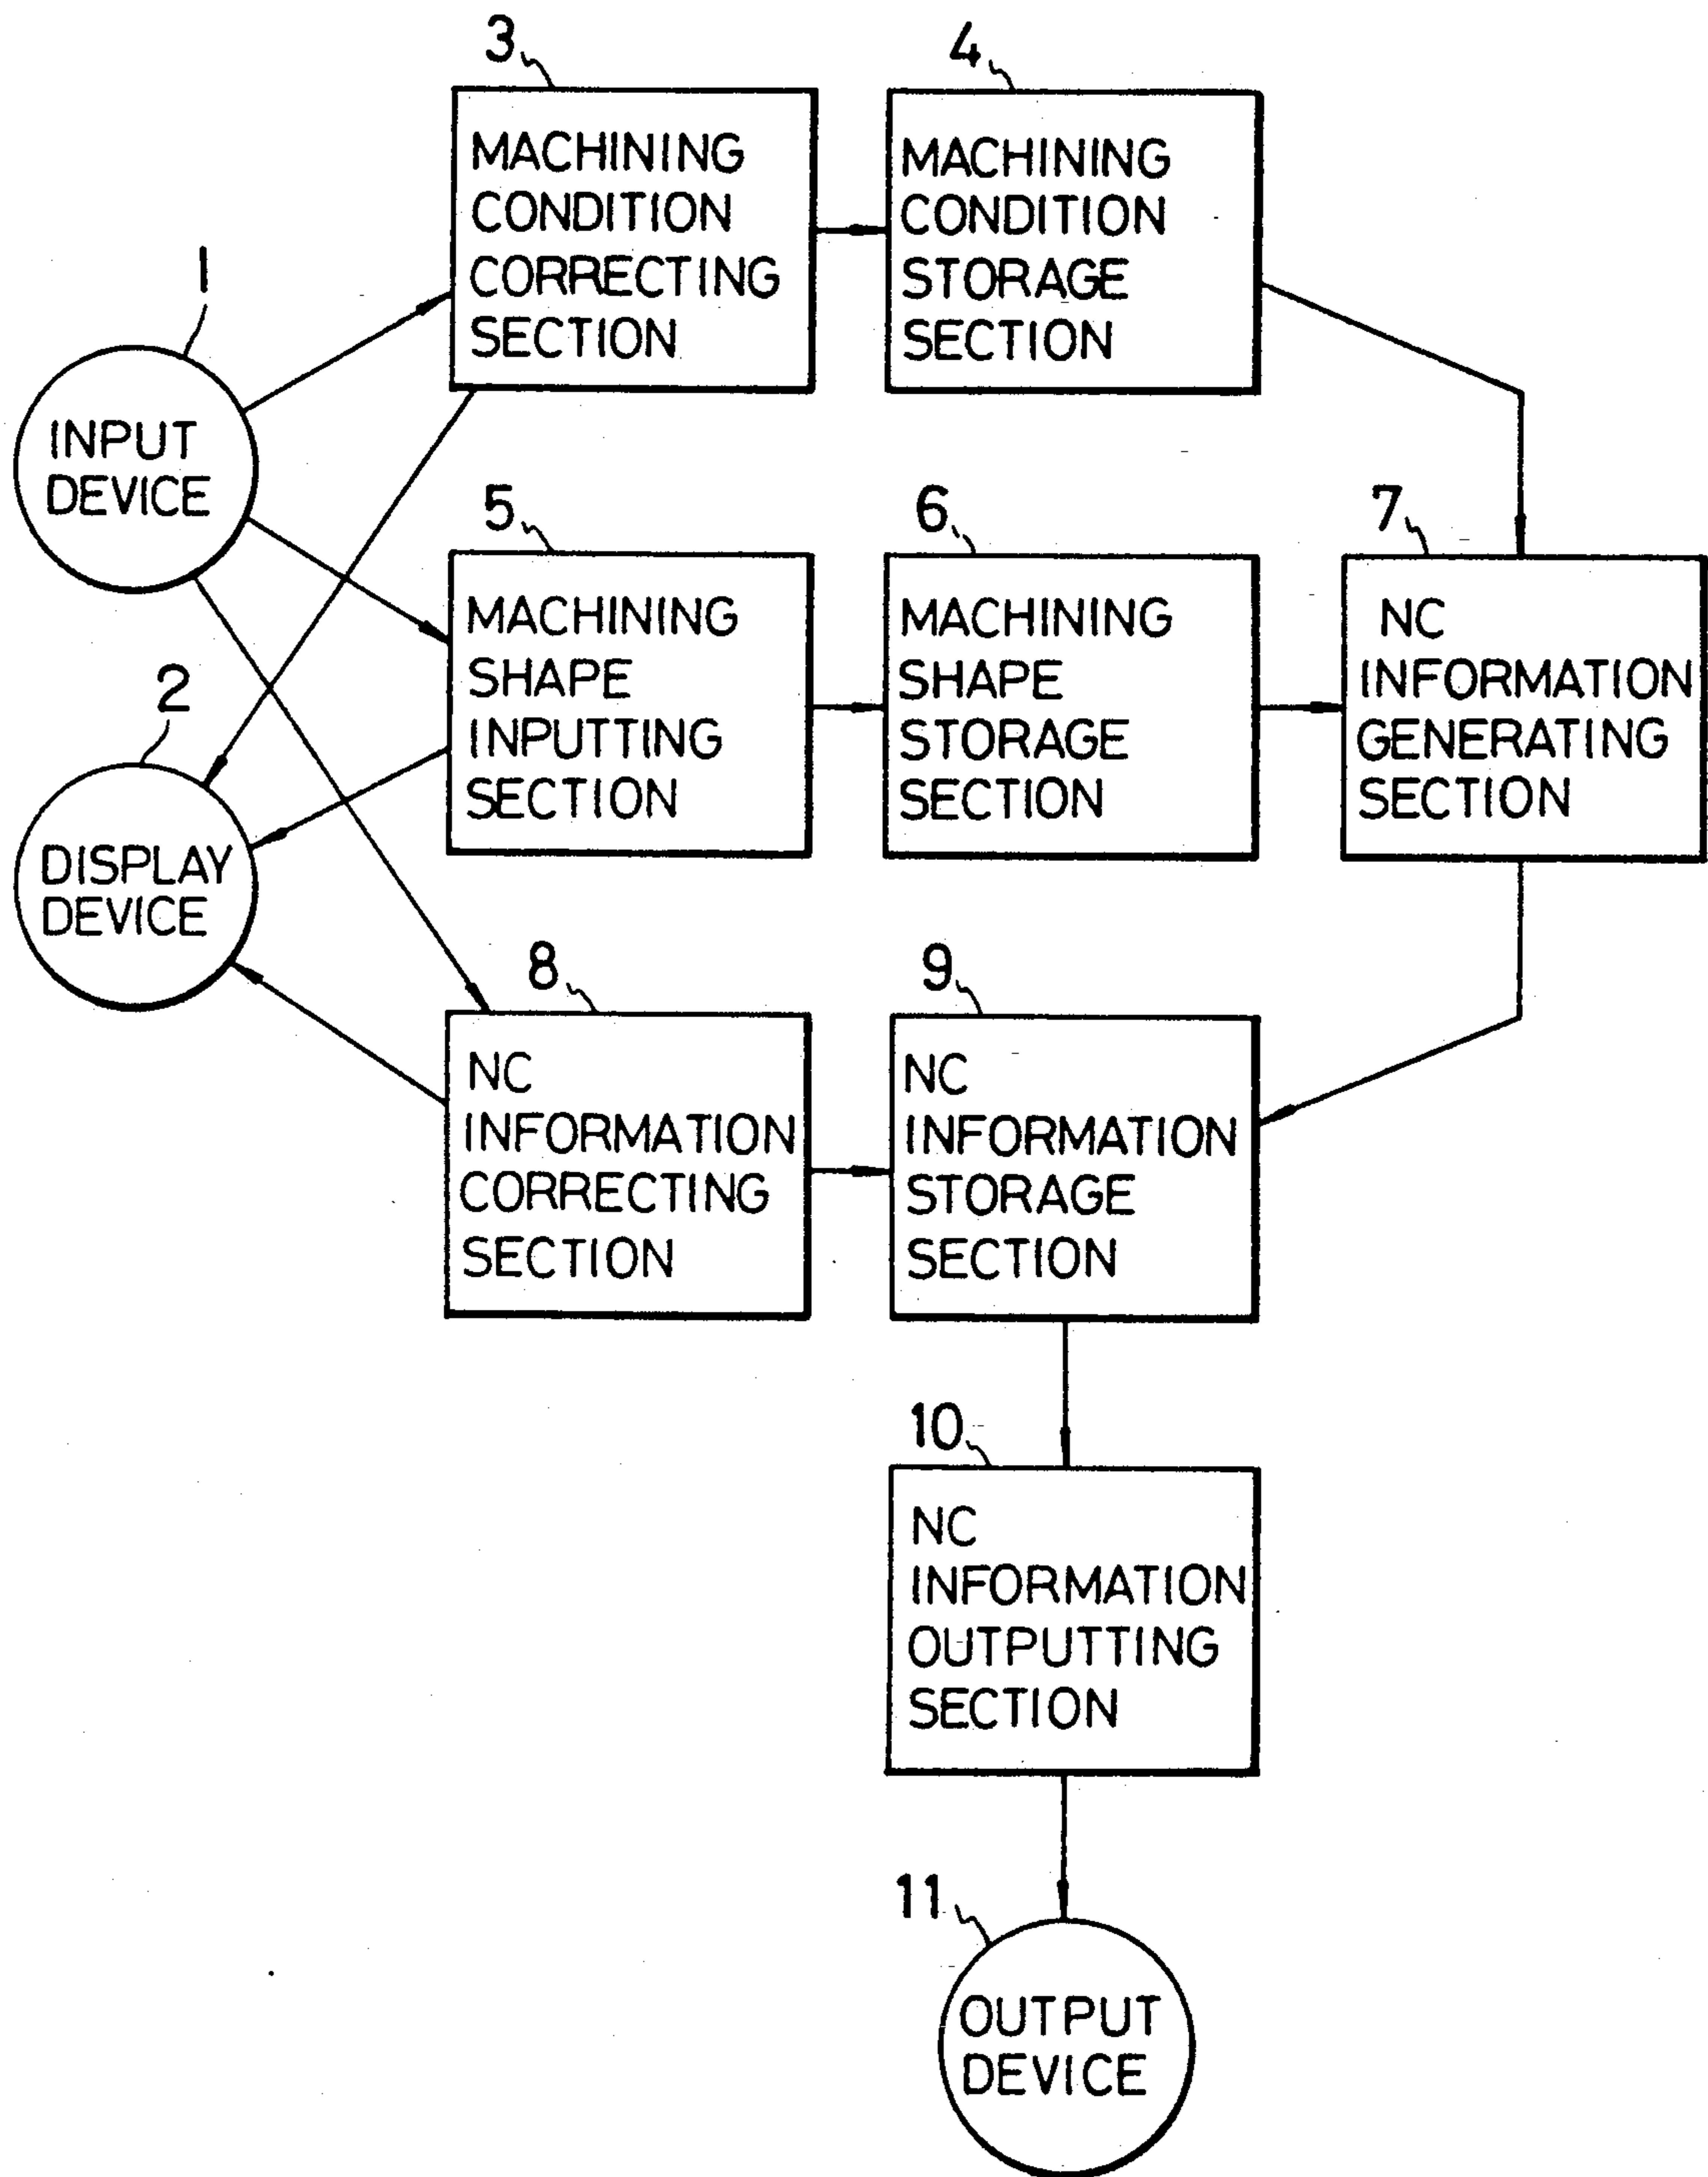 3
MACHINING
CONDITION
CORRECTING
SECTION
4
MACHINING
CONDITION
STORAGE
SECTION
1
INPUT
DEVICE
5
MACHINING
SHAPE
INPUTTING
SECTION
6
MACHINING
SHAPE
STORAGE
SECTION
7
NC
INFORMATION
GENERATING
SECTION
2
DISPLAY
DEVICE
8
NC
INFORMATION
CORRECTING
SECTION
9
NC
INFORMATION
STORAGE
SECTION
10
NC
INFORMATION
OUTPUTTING
SECTION
11
OUTPUT
DEVICE